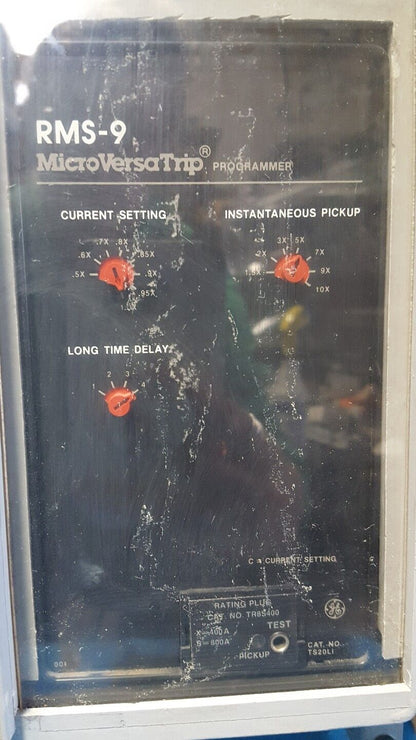 RMS-9
MicroVersaTrip® PROGRAMMER
CURRENT SETTING
INSTANTANEOUS PICKUP
.5X .6X .7X .8X .85X .9X .95X
1.5X 2X 3X 5X 7X 9X 10X
LONG TIME DELAY
1 2 3 4
C = CURRENT SETTING
RATING PLUG
CAT. NO. TR8S400
X=400A
S=800A
TEST
PICKUP
CAT. NO.
TS20LI
001
GE